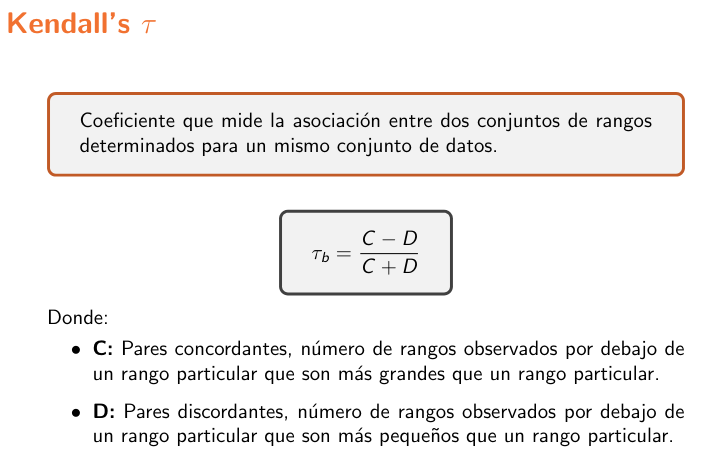 Kendall's τ
Coeficiente que mide la asociación entre dos conjuntos de rangos
determinados para un mismo conjunto de datos.
τ_b = (C − D) / (C + D)
Donde:
• C: Pares concordantes, número de rangos observados por debajo de
un rango particular que son más grandes que un rango particular.
• D: Pares discordantes, número de rangos observados por debajo de
un rango particular que son más pequeños que un rango particular.